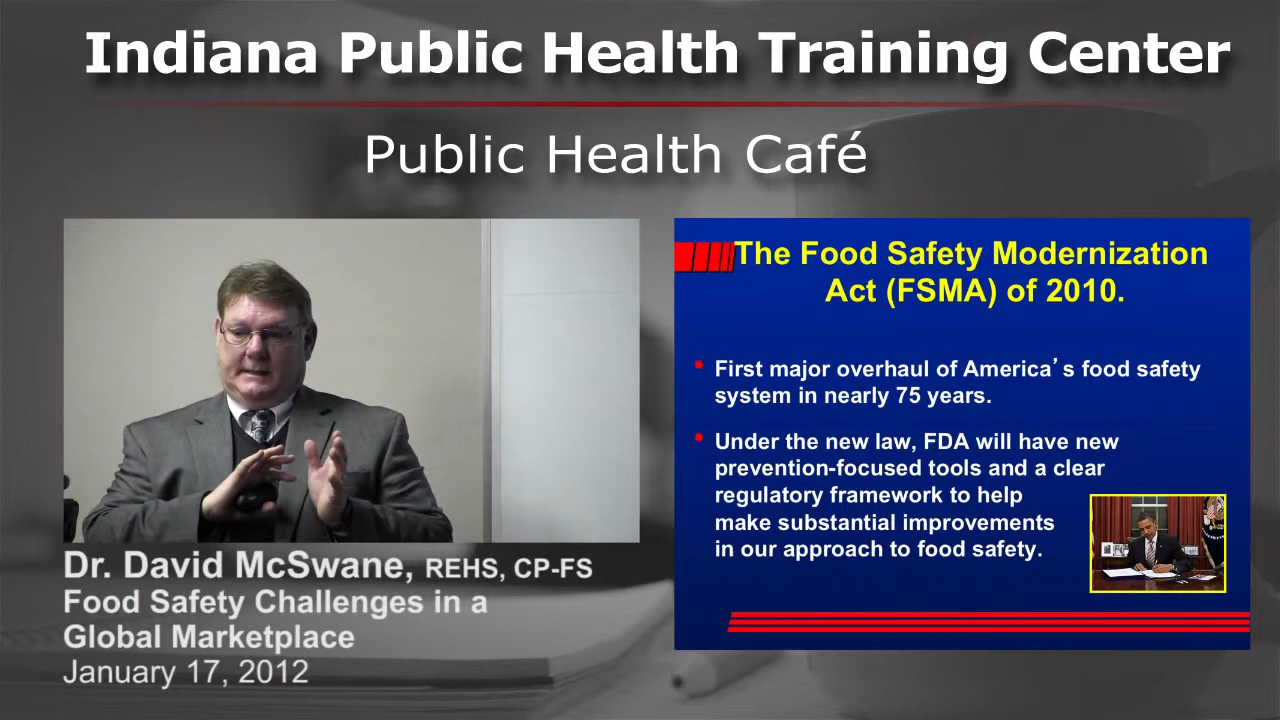 Indiana Public Health Training Center
Public Health Café
The Food Safety Modernization
Act (FSMA) of 2010.
• First major overhaul of America’s food safety
system in nearly 75 years.
• Under the new law, FDA will have new
prevention-focused tools and a clear
regulatory framework to help
make substantial improvements
in our approach to food safety.
Dr. David McSwane, REHS, CP-FS
Food Safety Challenges in a
Global Marketplace
January 17, 2012